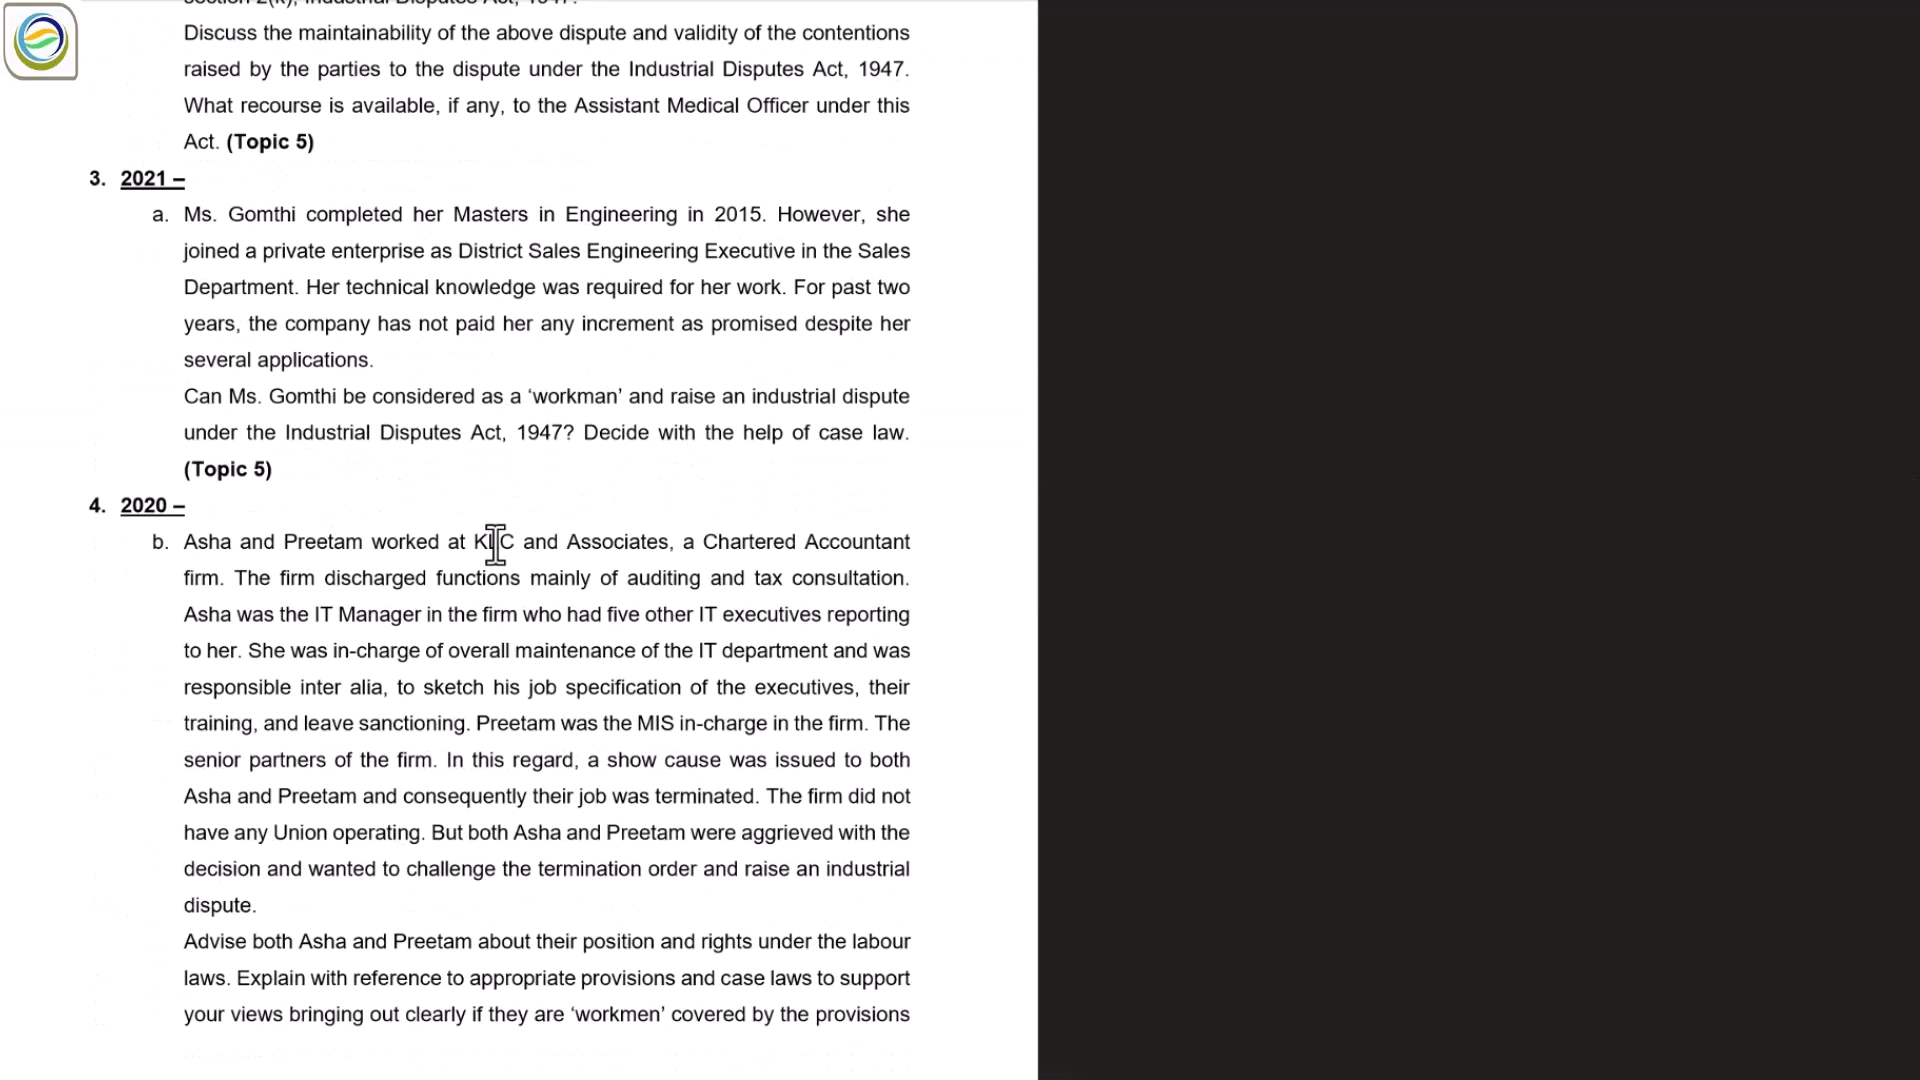 Discuss the maintainability of the above dispute and validity of the contentions
raised by the parties to the dispute under the Industrial Disputes Act, 1947.
What recourse is available, if any, to the Assistant Medical Officer under this
Act. (Topic 5)
3. 2021 –
a. Ms. Gomthi completed her Masters in Engineering in 2015. However, she
joined a private enterprise as District Sales Engineering Executive in the Sales
Department. Her technical knowledge was required for her work. For past two
years, the company has not paid her any increment as promised despite her
several applications.
Can Ms. Gomthi be considered as a ‘workman’ and raise an industrial dispute
under the Industrial Disputes Act, 1947? Decide with the help of case law.
(Topic 5)
4. 2020 –
b. Asha and Preetam worked at and Associates, a Chartered Accountant
firm. The firm discharged functions mainly of auditing and tax consultation.
Asha was the IT Manager in the firm who had five other IT executives reporting
to her. She was in-charge of overall maintenance of the IT department and was
responsible inter alia, to sketch his job specification of the executives, their
training, and leave sanctioning. Preetam was the MIS in-charge in the firm. The
senior partners of the firm. In this regard, a show cause was issued to both
Asha and Preetam and consequently their job was terminated. The firm did not
have any Union operating. But both Asha and Preetam were aggrieved with the
decision and wanted to challenge the termination order and raise an industrial
dispute.
Advise both Asha and Preetam about their position and rights under the labour
laws. Explain with reference to appropriate provisions and case laws to support
your views bringing out clearly if they are ‘workmen’ covered by the provisions